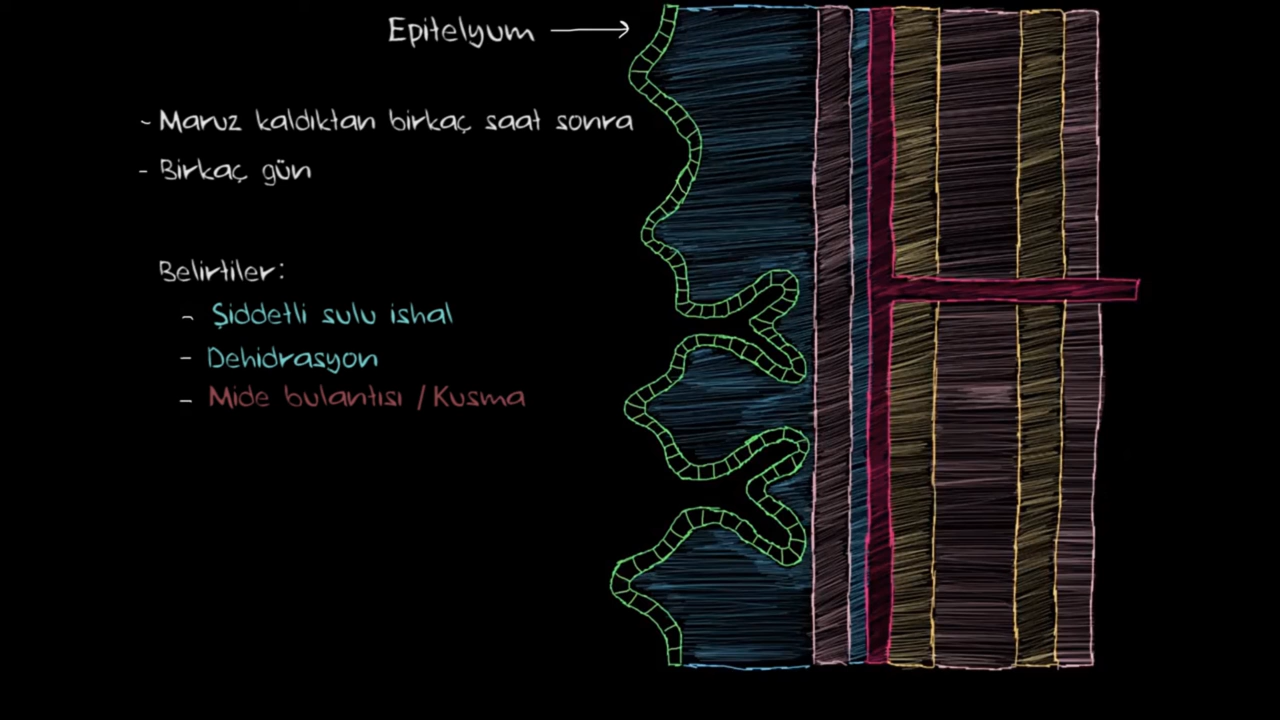 Epitelyum
- Maruz kaldıktan birkaç saat sonra
- Birkaç gün
Belirtiler:
- Şiddetli sulu ishal
- Dehidrasyon
- Mide bulantısı / Kusma